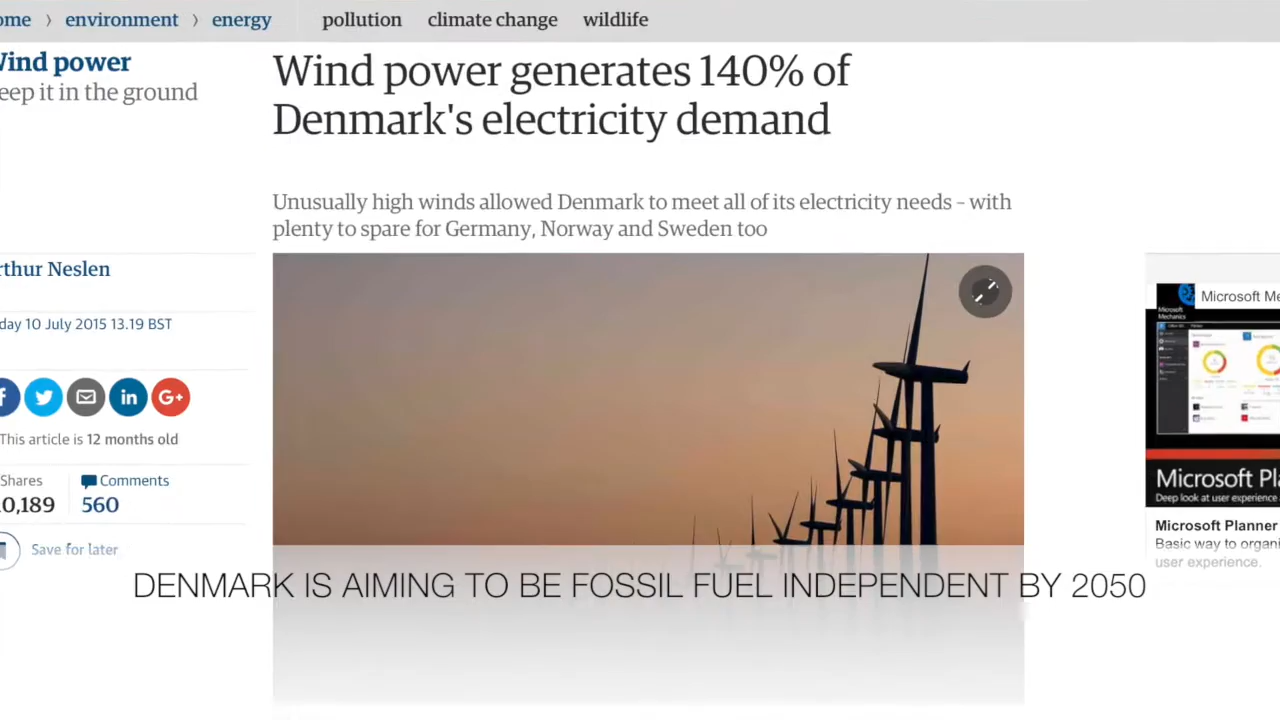 ome > environment > energy pollution climate change wildlife
Wind power
eep it in the ground
Wind power generates 140% of
Denmark's electricity demand
Unusually high winds allowed Denmark to meet all of its electricity needs – with
plenty to spare for Germany, Norway and Sweden too
rthur Neslen
day 10 July 2015 13.19 BST
This article is 12 months old
Shares Comments
0,189 560
Save for later
DENMARK IS AIMING TO BE FOSSIL FUEL INDEPENDENT BY 2050
Microsoft Me
Microsoft
Mechanics
Microsoft Pla
Deep look at user experience
Microsoft Planner
Basic way to organi
user experience.